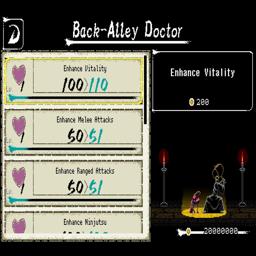 Back-Alley Doctor
Enhance Vitality
100〉110
1
Enhance Melee Attacks
50〉51
1
Enhance Ranged Attacks
50〉51
1
Enhance Ninjutsu
Enhance Vitality
200
20000000